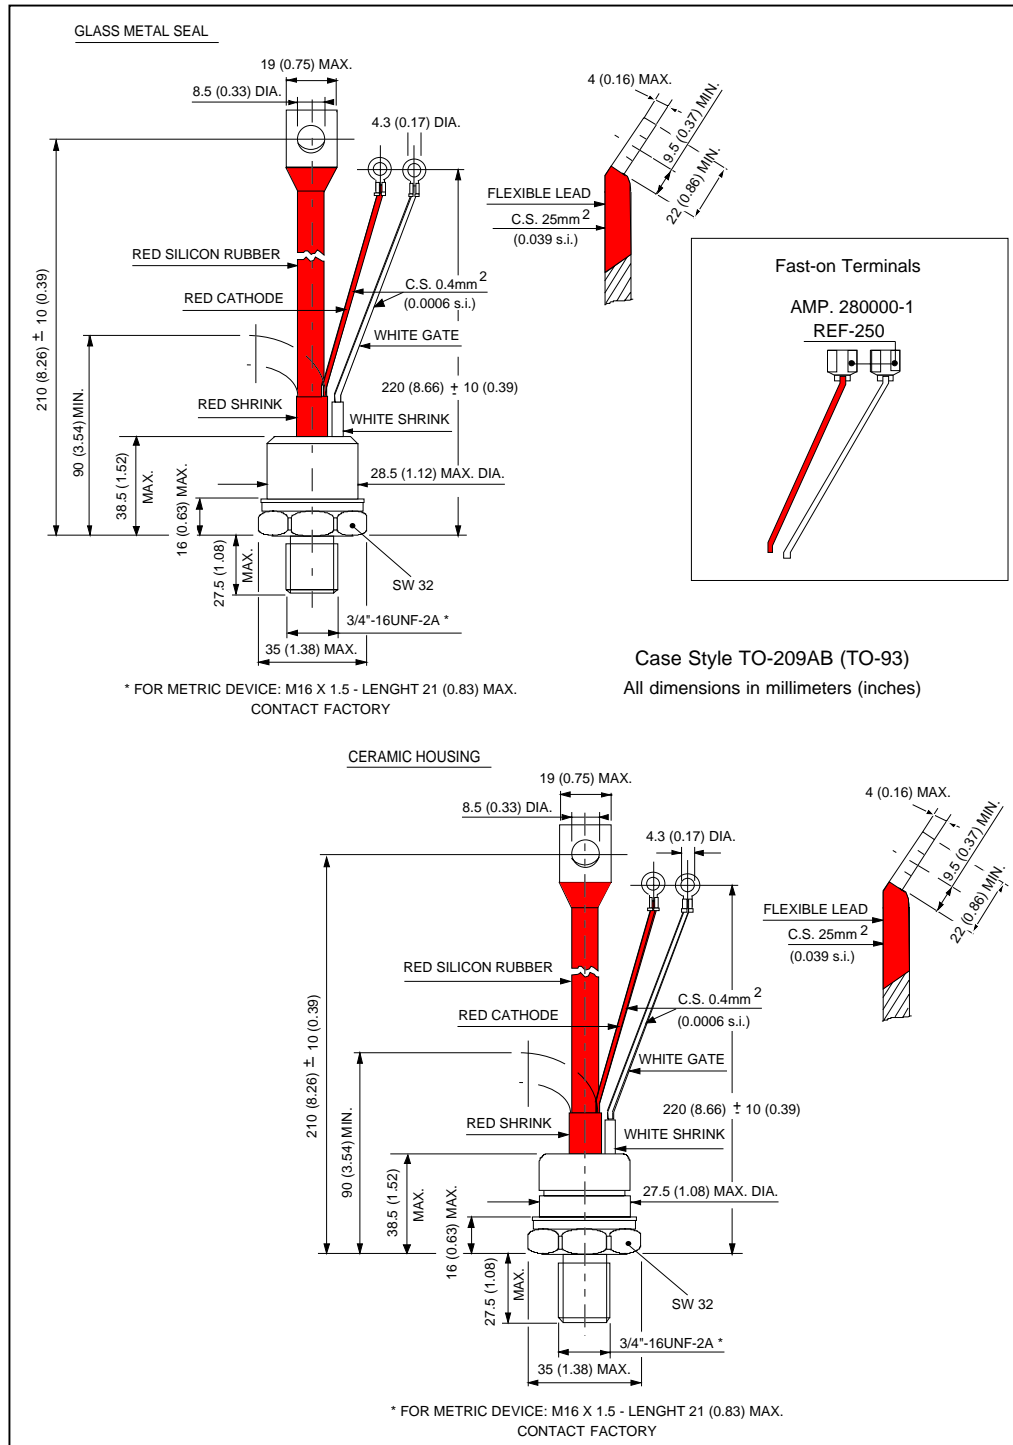 GLASS METAL SEAL
19 (0.75) MAX.
8.5 (0.33) DIA.
4.3 (0.17) DIA.
4 (0.16) MAX.
9.5 (0.37) MIN.
22 (0.86) MIN.
FLEXIBLE LEAD
C.S. 25mm 2
(0.039 s.i.)
RED SILICON RUBBER
C.S. 0.4mm 2
(0.0006 s.i.)
RED CATHODE
WHITE GATE
210 (8.26) ± 10 (0.39)
90 (3.54) MIN.
220 (8.66) ± 10 (0.39)
RED SHRINK
WHITE SHRINK
38.5 (1.52)
MAX.
16 (0.63) MAX.
28.5 (1.12) MAX. DIA.
27.5 (1.08)
MAX.
SW 32
3/4"-16UNF-2A *
35 (1.38) MAX.
* FOR METRIC DEVICE: M16 X 1.5 - LENGHT 21 (0.83) MAX.
CONTACT FACTORY
Fast-on Terminals
AMP. 280000-1
REF-250
Case Style TO-209AB (TO-93)
All dimensions in millimeters (inches)
CERAMIC HOUSING
19 (0.75) MAX.
8.5 (0.33) DIA.
4.3 (0.17) DIA.
4 (0.16) MAX.
9.5 (0.37) MIN.
22 (0.86) MIN.
FLEXIBLE LEAD
C.S. 25mm 2
(0.039 s.i.)
RED SILICON RUBBER
C.S. 0.4mm 2
(0.0006 s.i.)
RED CATHODE
WHITE GATE
210 (8.26) ± 10 (0.39)
90 (3.54) MIN.
220 (8.66) ± 10 (0.39)
RED SHRINK
WHITE SHRINK
38.5 (1.52)
MAX.
16 (0.63) MAX.
27.5 (1.08) MAX. DIA.
27.5 (1.08)
MAX.
SW 32
3/4"-16UNF-2A *
35 (1.38) MAX.
* FOR METRIC DEVICE: M16 X 1.5 - LENGHT 21 (0.83) MAX.
CONTACT FACTORY